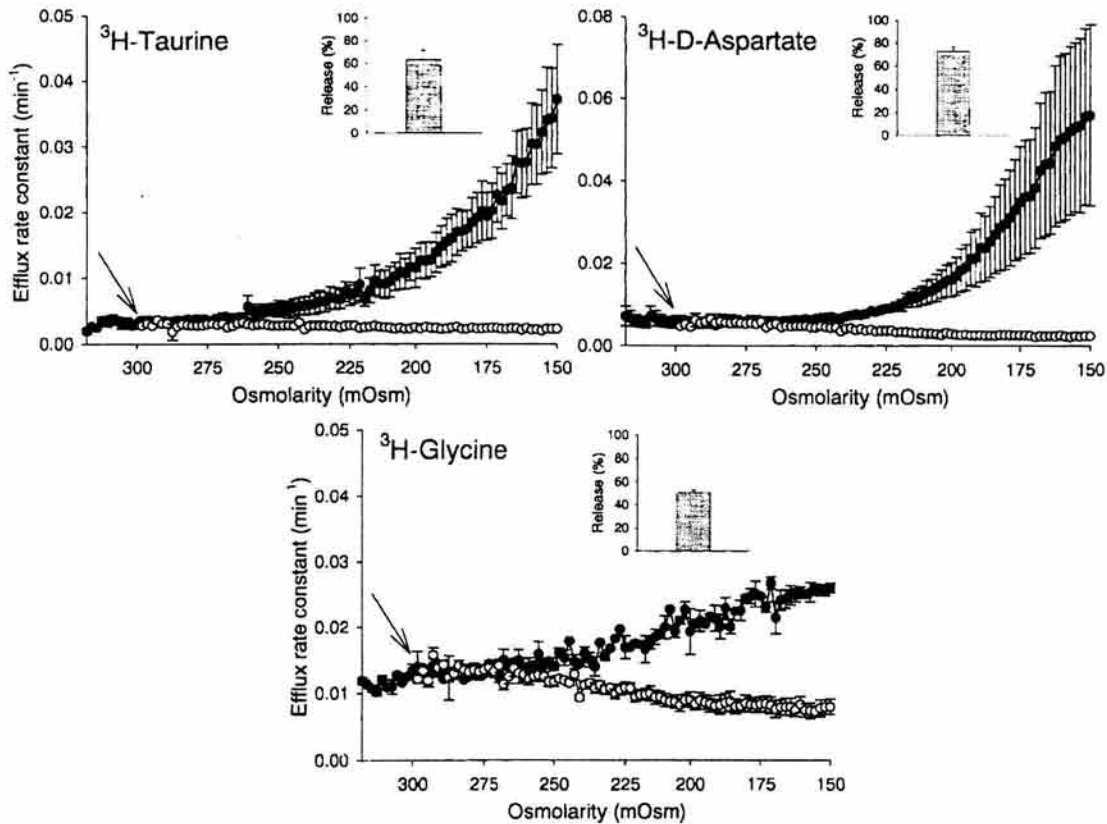 ³H-Taurine
Efflux rate constant (min⁻¹)
0.05
0.04
0.03
0.02
0.01
0.00
300 275 250 225 200 175 150
Osmolarity (mOsm)
Release (%)
100
80
60
40
20
0
³H-D-Aspartate
0.08
0.06
0.04
0.02
0.00
300 275 250 225 200 175 150
Osmolarity (mOsm)
Release (%)
100
80
60
40
20
0
³H-Glycine
Efflux rate constant (min⁻¹)
0.05
0.04
0.03
0.02
0.01
0.00
300 275 250 225 200 175 150
Osmolarity (mOsm)
Release (%)
100
80
60
40
20
0